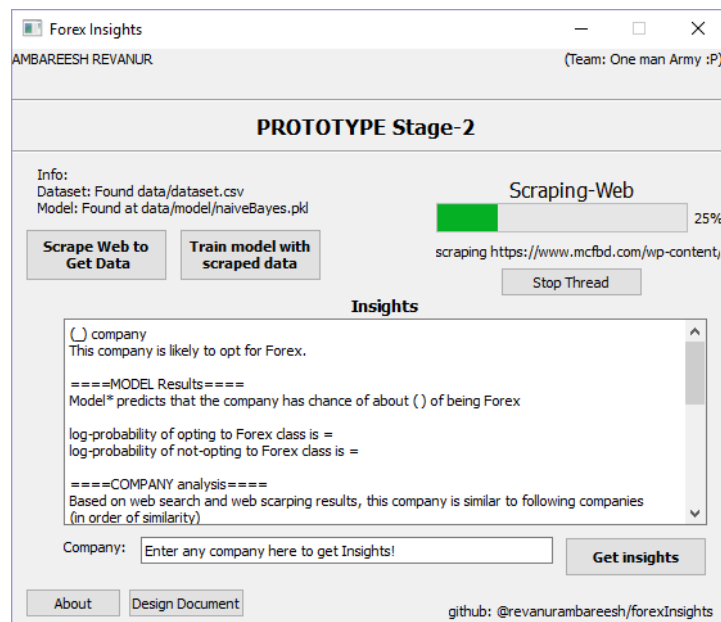 Forex Insights
AMBAREESH REVANUR (Team: One man Army :P)
PROTOTYPE Stage-2
Info:
Dataset: Found data/dataset.csv
Model: Found at data/model/naiveBayes.pkl
Scraping-Web
25%
Scrape Web to
Get Data
Train model with
scraped data
scraping https://www.mcfbd.com/wp-content/
Stop Thread
Insights
(_) company
This company is likely to opt for Forex.
====MODEL Results====
Model* predicts that the company has chance of about ( ) of being Forex
log-probability of opting to Forex class is =
log-probability of not-opting to Forex class is =
====COMPANY analysis====
Based on web search and web scarping results, this company is similar to following companies
(in order of similarity)
Company: Enter any company here to get Insights! Get insights
About Design Document
github: @revanurambareesh/forexInsights